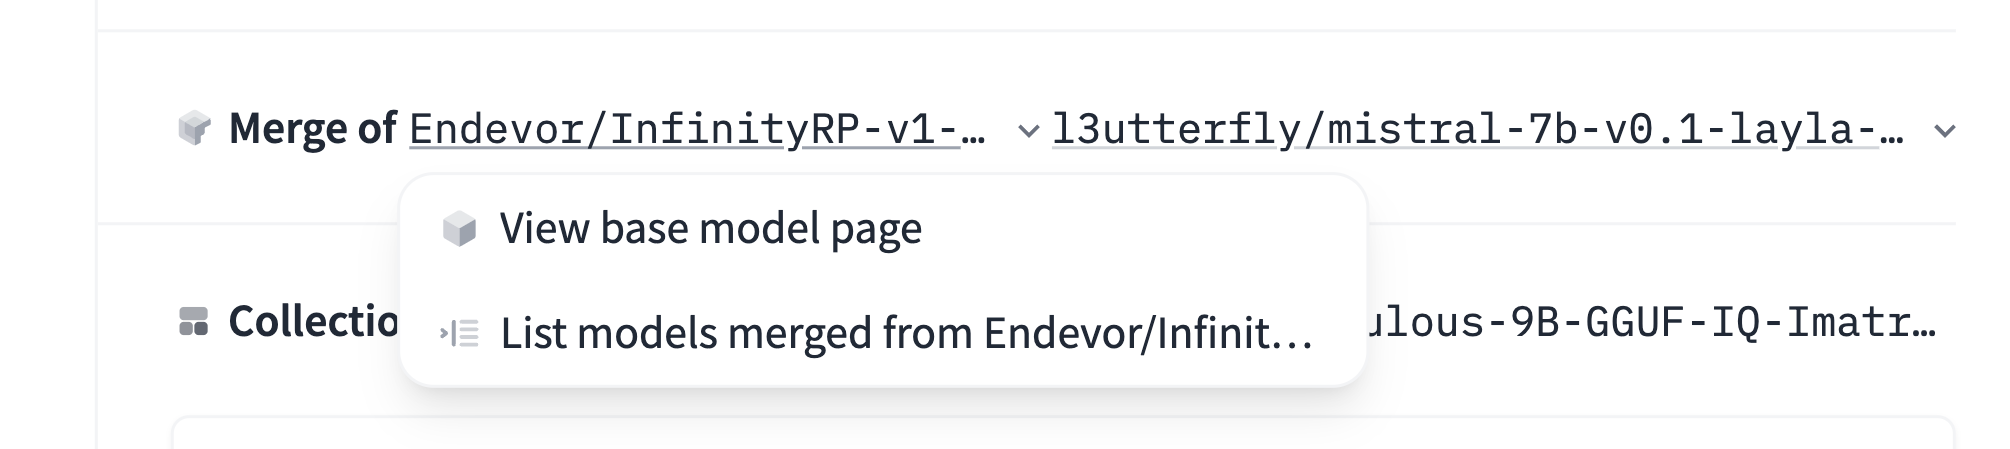 Merge of Endevor/InfinityRP-v1-… l3utterfly/mistral-7b-v0.1-layla-…
View base model page
List models merged from Endevor/Infinit…
Collectio ulous-9B-GGUF-IQ-Imatr…